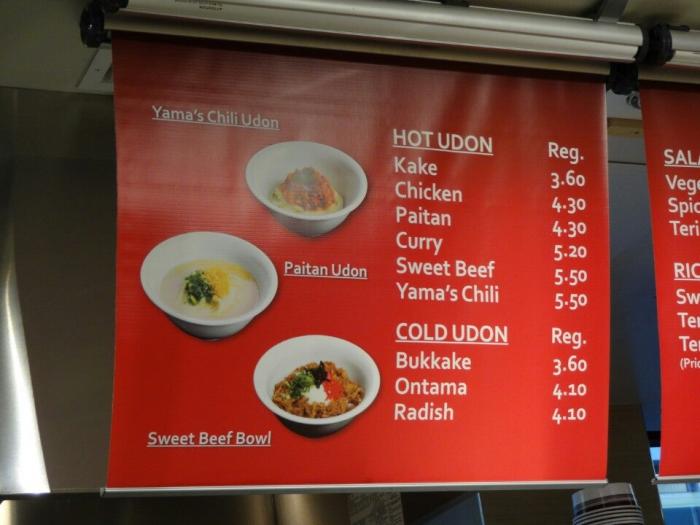 Yama's Chili Udon
Paitan Udon
Sweet Beef Bowl
HOT UDON Reg.
Kake 3.60
Chicken 4.30
Paitan 4.30
Curry 5.20
Sweet Beef 5.50
Yama's Chili 5.50
COLD UDON Reg.
Bukkake 3.60
Ontama 4.10
Radish 4.10
SALA
Vege
Spic
Teri
RIC
Sw
Ter
Ter
(Pric